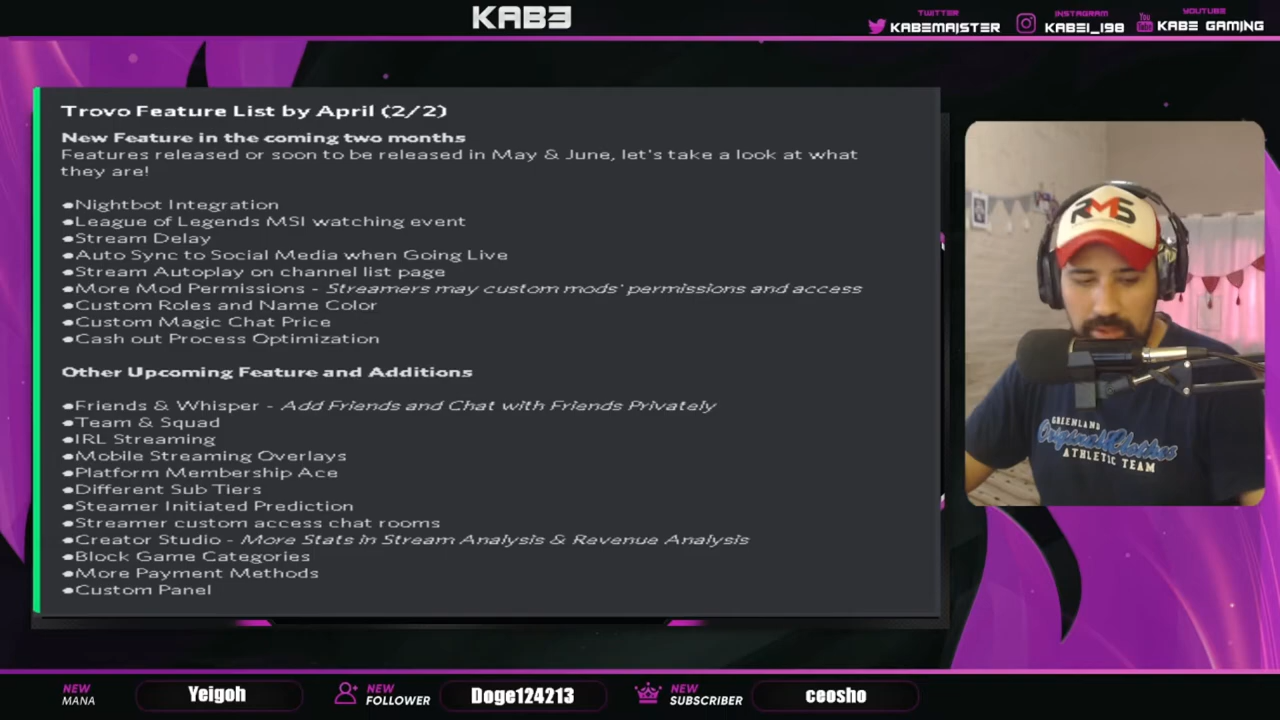 KAB3
TWITTER
KABEMAJSTER
INSTAGRAM
KABE1_198
YOUTUBE
KABE GAMING
Trovo Feature List by April (2/2)
New Feature in the coming two months
Features released or soon to be released in May & June, let's take a look at what
they are!
●Nightbot Integration
●League of Legends MSI watching event
●Stream Delay
●Auto Sync to Social Media when Going Live
●Stream Autoplay on channel list page
●More Mod Permissions - Streamers may custom mods' permissions and access
●Custom Roles and Name Color
●Custom Magic Chat Price
●Cash out Process Optimization
Other Upcoming Feature and Additions
●Friends & Whisper - Add Friends and Chat with Friends Privately
●Team & Squad
●IRL Streaming
●Mobile Streaming Overlays
●Platform Membership Ace
●Different Sub Tiers
●Steamer Initiated Prediction
●Streamer custom access chat rooms
●Creator Studio - More Stats in Stream Analysis & Revenue Analysis
●Block Game Categories
●More Payment Methods
●Custom Panel
RMS
GREENLAND
Original Clothes
ATHLETIC TEAM
NEW
MANA
Yeigoh
NEW
FOLLOWER
Doge124213
NEW
SUBSCRIBER
ceosho